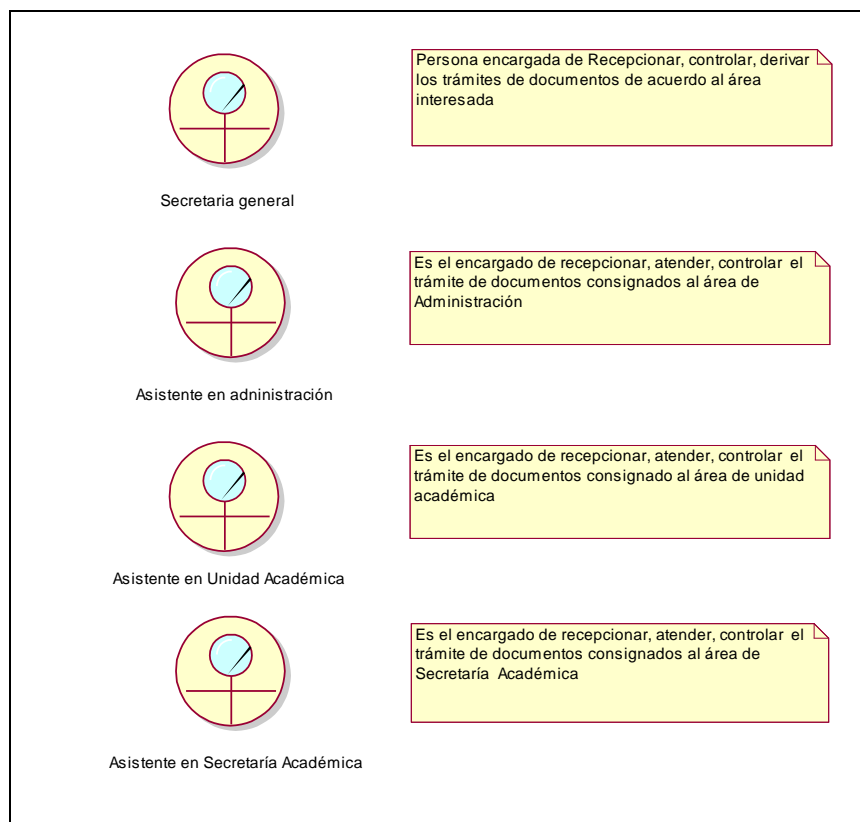 Persona encargada de Recepcionar, controlar, derivar
los trámites de documentos de acuerdo al área
interesada
Secretaria general
Es el encargado de recepcionar, atender, controlar el
trámite de documentos consignados al área de
Administración
Asistente en adninistración
Es el encargado de recepcionar, atender, controlar el
trámite de documentos consignado al área de unidad
académica
Asistente en Unidad Académica
Es el encargado de recepcionar, atender, controlar el
trámite de documentos consignados al área de
Secretaría Académica
Asistente en Secretaría Académica